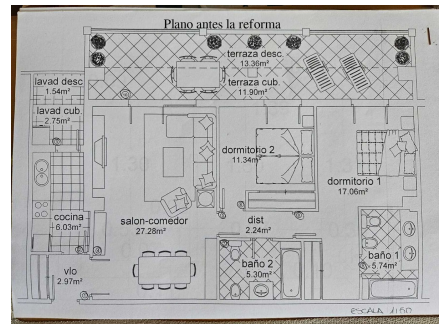 Plano antes la reforma
terraza desc.
13.36m²
terraza cub.
11.90m²
lavad desc.
1.54m²
lavad cub.
2.75m²
dormitorio 2
11.34m²
dormitorio 1
17.06m²
cocina
6.03m²
salon-comedor
27.28m²
dist
2.24m²
baño 2
5.30m²
baño 1
5.74m²
vlo
2.97m²
ESCALA 1/50